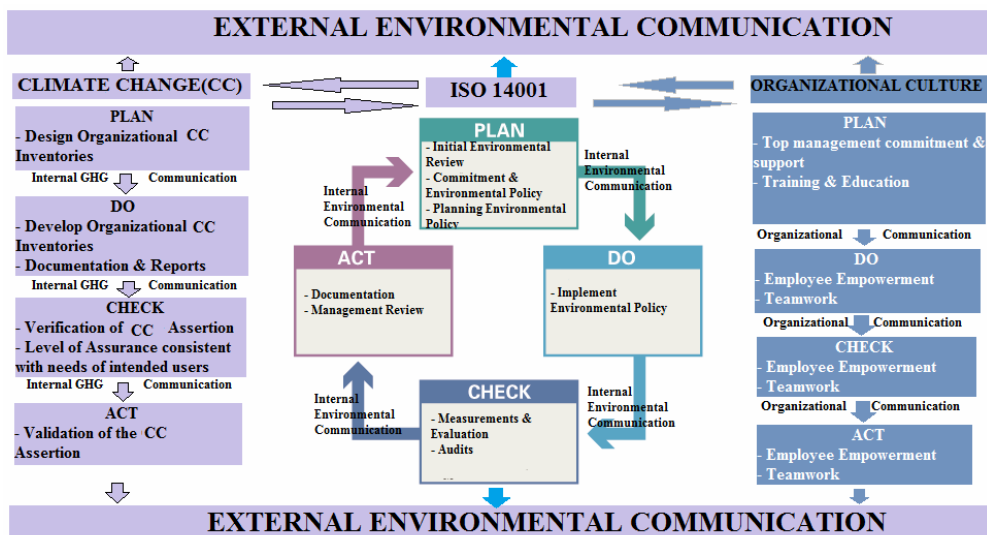 EXTERNAL ENVIRONMENTAL COMMUNICATION
CLIMATE CHANGE(CC)
PLAN
- Design Organizational CC
Inventories
Internal GHG Communication
DO
- Develop Organizational CC
Inventories
- Documentation & Reports
Internal GHG Communication
CHECK
- Verification of CC Assertion
- Level of Assurance consistent
with needs of intended users
Internal GHG Communication
ACT
- Validation of the CC
Assertion
ISO 14001
PLAN
- Initial Environmental
Review
- Commitment &
Environmental Policy
- Planning Environmental
Policy
Internal
Environmental
Communication
DO
- Implement
Environmental Policy
Internal
Environmental
Communication
CHECK
- Measurements &
Evaluation
- Audits
Internal
Environmental
Communication
ACT
- Documentation
- Management Review
Internal
Environmental
Communication
ORGANIZATIONAL CULTURE
PLAN
- Top management commitment &
support
- Training & Education
Organizational Communication
DO
- Employee Empowerment
- Teamwork
Organizational Communication
CHECK
- Employee Empowerment
- Teamwork
Organizational Communication
ACT
- Employee Empowerment
- Teamwork
EXTERNAL ENVIRONMENTAL COMMUNICATION